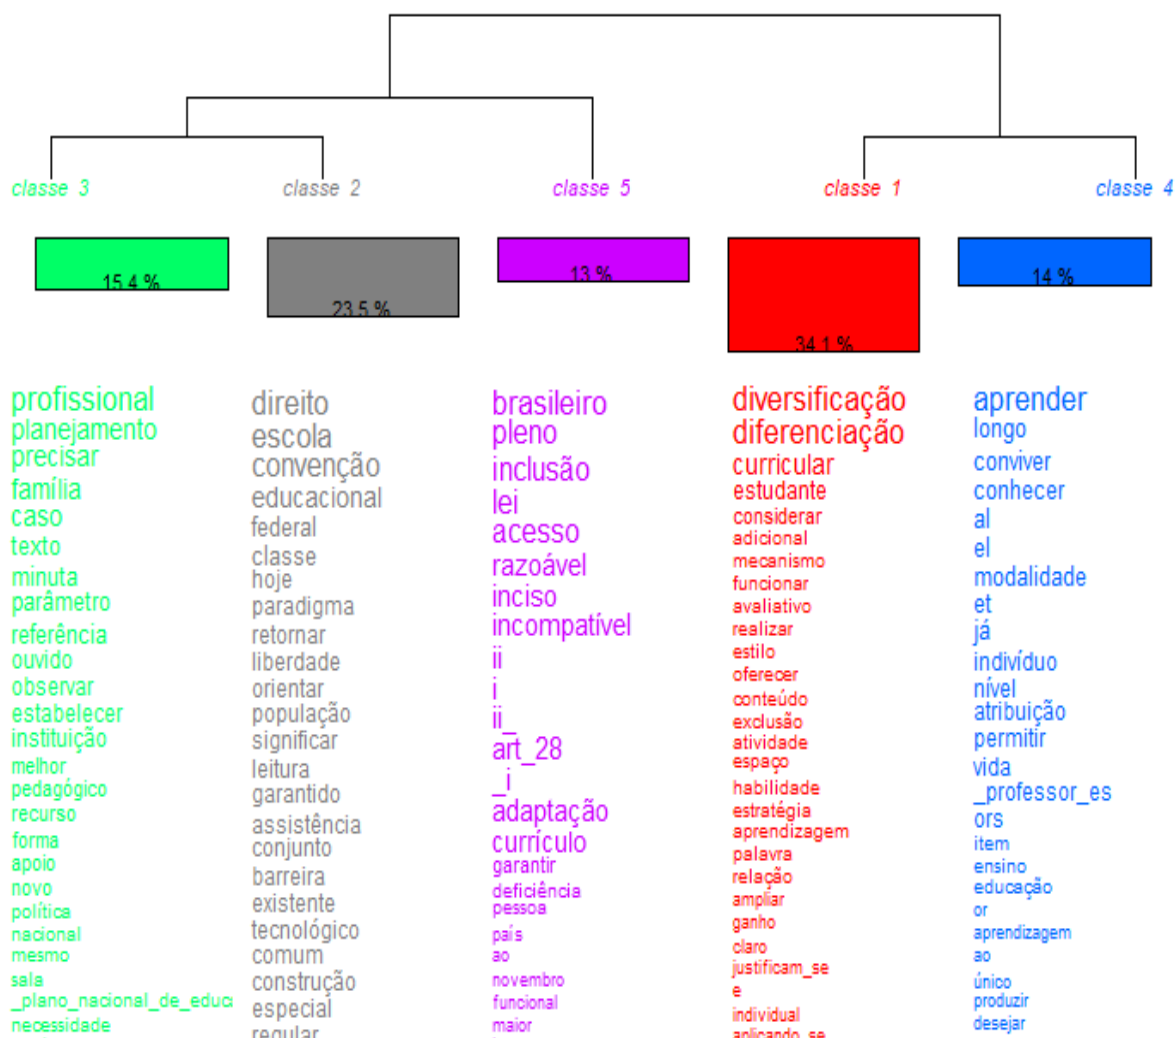 classe 3
classe 2
classe 5
classe 1
classe 4
15.4 %
23.5 %
13 %
34.1 %
14 %
profissional
planejamento
precisar
família
caso
texto
minuta
parâmetro
referência
ouvido
observar
estabelecer
instituição
melhor
pedagógico
recurso
forma
apoio
novo
política
nacional
mesmo
sala
_plano_nacional_de_educ
necessidade
direito
escola
convenção
educacional
federal
classe
hoje
paradigma
retornar
liberdade
orientar
população
significar
leitura
garantido
assistência
conjunto
barreira
existente
tecnológico
comum
construção
especial
regular
brasileiro
pleno
inclusão
lei
acesso
razoável
inciso
incompatível
ii
i
ii_
art_28
_i
adaptação
currículo
garantir
deficiência
pessoa
país
ao
novembro
funcional
maior
diversificação
diferenciação
curricular
estudante
considerar
adicional
mecanismo
funcionar
avaliativo
realizar
estilo
oferecer
conteúdo
exclusão
atividade
espaço
habilidade
estratégia
aprendizagem
palavra
relação
ampliar
ganho
claro
justificam_se
e
individual
aplicando_se
aprender
longo
conviver
conhecer
al
el
modalidade
et
já
indivíduo
nível
atribuição
permitir
vida
_professor_es
ors
item
ensino
educação
or
aprendizagem
ao
único
produzir
desejar